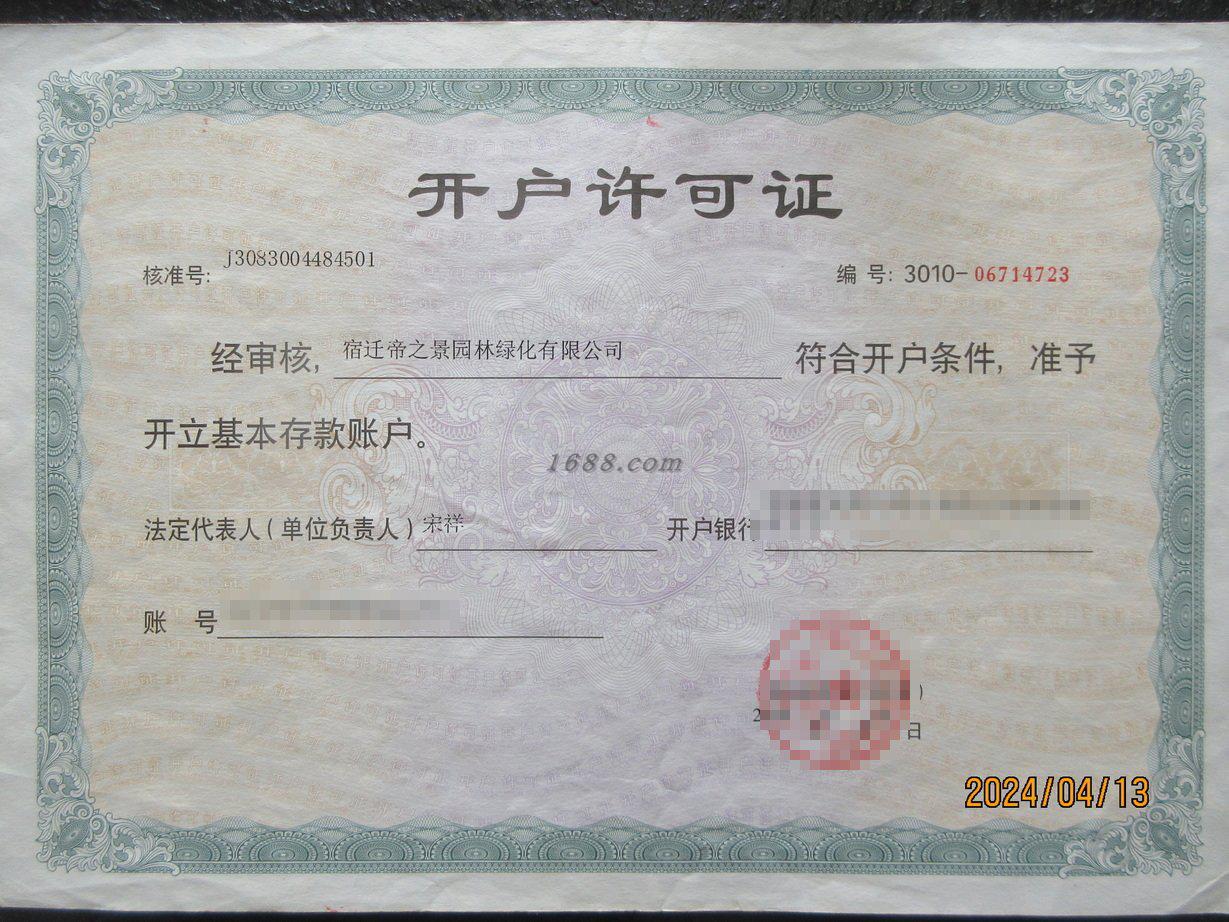 开户许可证
核准号: J3083004484501
编 号: 3010-06714723
经审核, 宿迁帝之景园林绿化有限公司 符合开户条件, 准予
开立基本存款账户。
1688.com
法定代表人(单位负责人) 宋祥 开户银行
账 号
日
2024/04/13